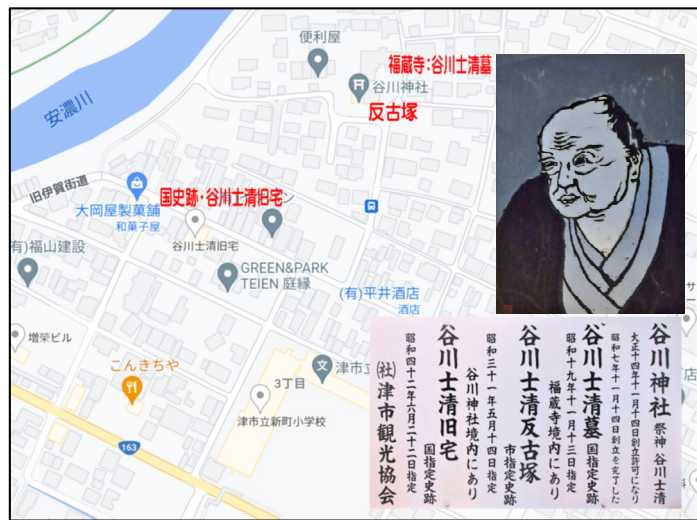 便利屋
福蔵寺:谷川士清墓
谷川神社
反古塚
安濃川
旧伊賀街道
大岡屋製菓舗
和菓子屋
国史跡・谷川士清旧宅
ン
谷川士清旧宅
有)福山建設
GREEN&PARK
TEIEN 庭縁
(有)平井酒店
酒店
サ
増栄ビル
こんきちや
3丁目
津市立
津市立新町小学校
163
店
谷川神社 祭神 谷川士清
大正十四年十一月十四日創立許可になり
昭和七年十一月十四日創立を完了した
谷川士清墓 国指定史跡
昭和十九年十一月十三日指定
福蔵寺境内にあり
谷川士清反古塚 市指定史跡
昭和三十一年五月十四日指定
谷川神社境内にあり
谷川士清旧宅 国指定史跡
昭和四十二年六月二十二日指定
㈳津市観光協会